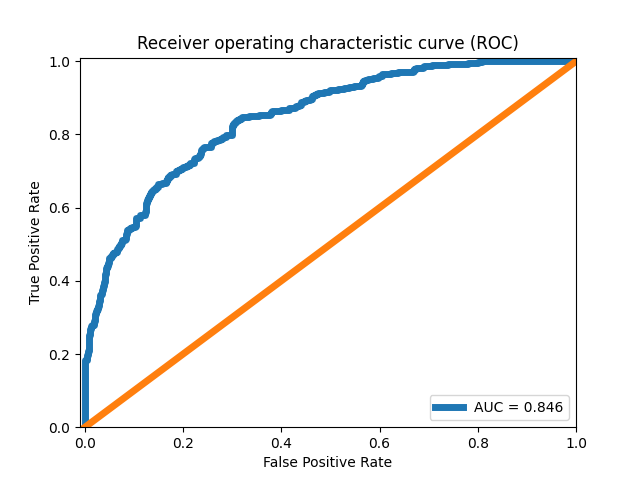 Receiver operating characteristic curve (ROC)
1.0
0.8
0.6
0.4
0.2
0.0
True Positive Rate
AUC = 0.846
0.0 0.2 0.4 0.6 0.8 1.0
False Positive Rate